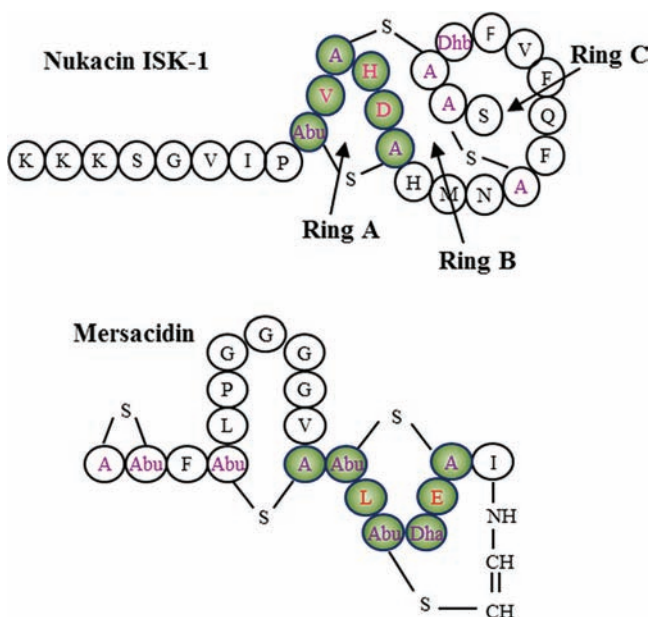 Nukacin ISK-1
K K K S G V I P Abu V A H D A H M N A F Q F V F Dhb A A S
S
S
S
Ring A
Ring B
Ring C
Mersacidin
A Abu F Abu L P G G G G V A Abu L Abu Dha E A I
S
S
S
S
NH
CH
CH